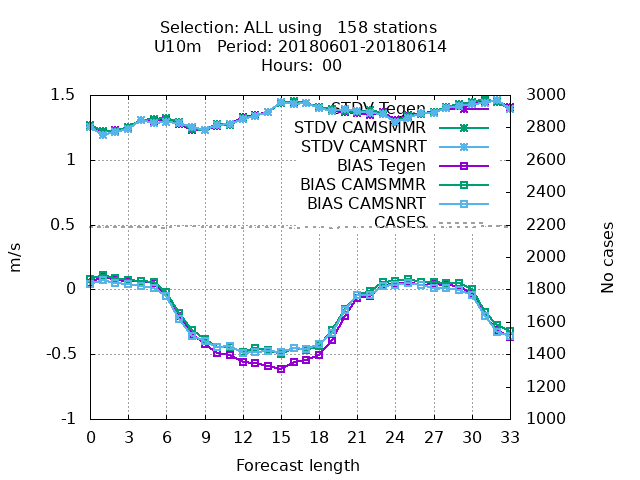 Selection: ALL using   158 stations
U10m   Period: 20180601-20180614
Hours:  00
1.5
1
0.5
0
-0.5
-1
m/s
3000
2800
2600
2400
2200
2000
1800
1600
1400
1200
1000
No cases
STDV Tegen
STDV CAMSMMR
STDV CAMSNRT
BIAS Tegen
BIAS CAMSMMR
BIAS CAMSNRT
CASES
0 3 6 9 12 15 18 21 24 27 30 33
Forecast length